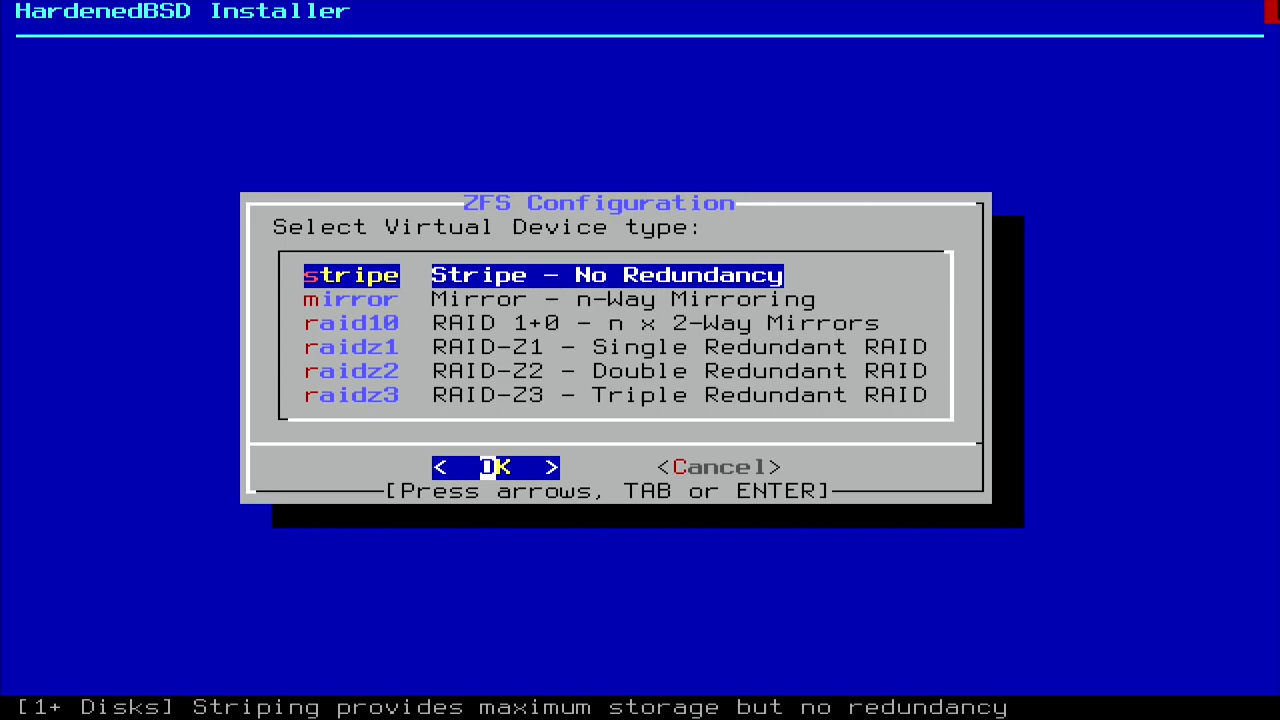 HardenedBSD Installer
ZFS Configuration
Select Virtual Device type:
stripe Stripe - No Redundancy
mirror Mirror - n-Way Mirroring
raid10 RAID 1+0 - n x 2-Way Mirrors
raidz1 RAID-Z1 - Single Redundant RAID
raidz2 RAID-Z2 - Double Redundant RAID
raidz3 RAID-Z3 - Triple Redundant RAID
< OK > <Cancel>
[Press arrows, TAB or ENTER]
[1+ Disks] Striping provides maximum storage but no redundancy